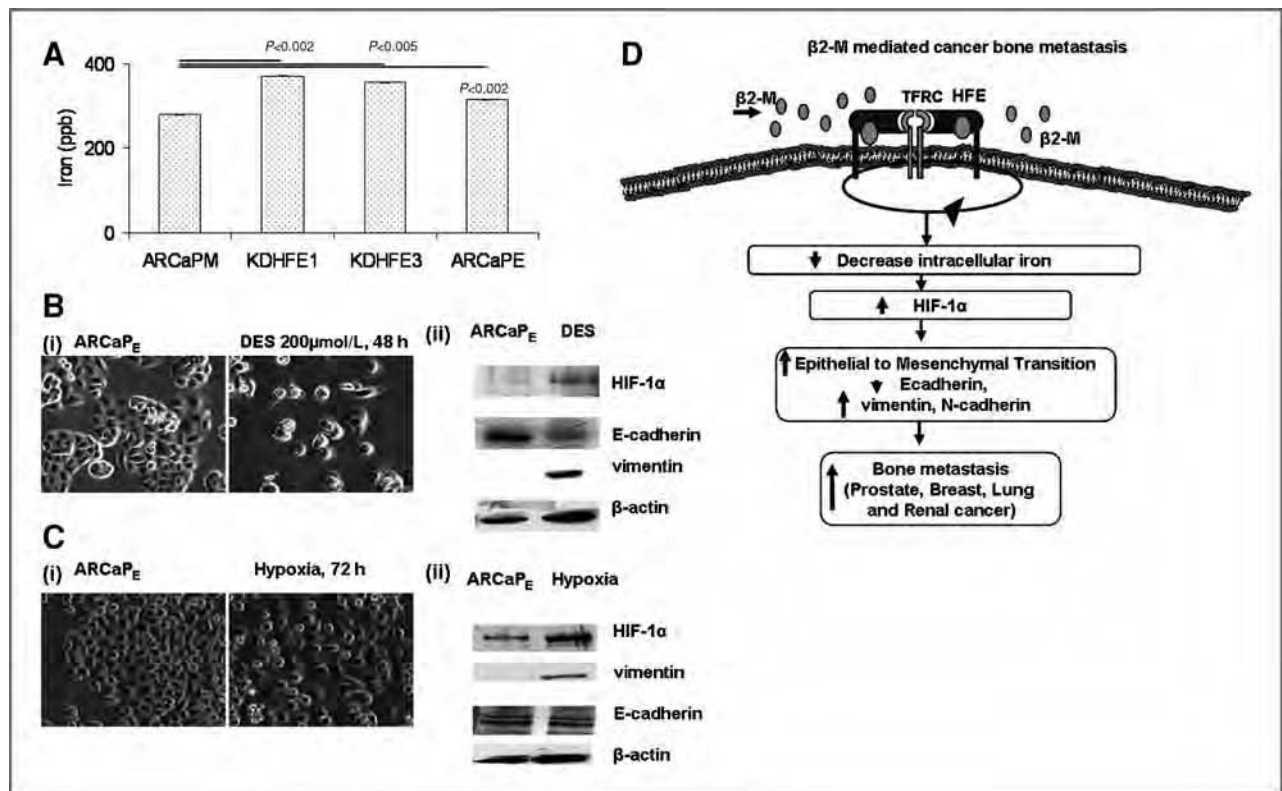 A
P<0.002
P<0.005
P<0.002
400
200
0
Iron (ppb)
ARCaPM
KDHFE1
KDHFE3
ARCaPE
B
(i) ARCaPE
DES 200µmol/L, 48 h
(ii)
ARCaPE DES
HIF-1α
E-cadherin
vimentin
β-actin
C
(i) ARCaPE
Hypoxia, 72 h
(ii)
ARCaPE Hypoxia
HIF-1α
vimentin
E-cadherin
β-actin
D
β2-M mediated cancer bone metastasis
β2-M
TFRC HFE
β2-M
Decrease intracellular iron
HIF-1α
Epithelial to Mesenchymal Transition
Ecadherin,
vimentin, N-cadherin
Bone metastasis
(Prostate, Breast, Lung
and Renal cancer)